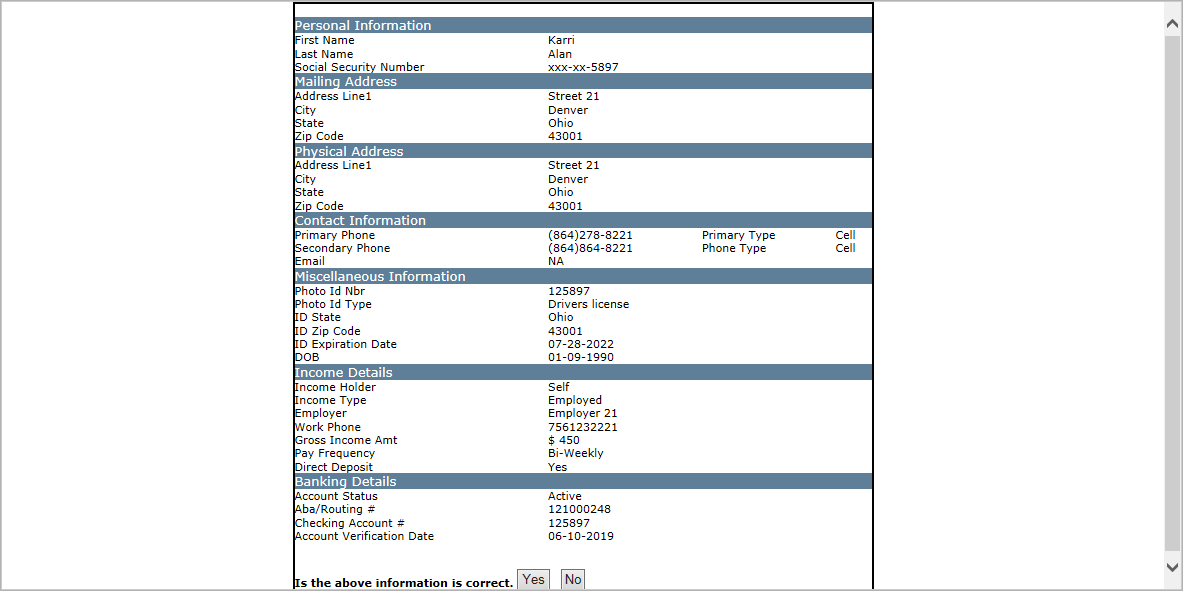 Personal Information
First Name Karri
Last Name Alan
Social Security Number xxx-xx-5897
Mailing Address
Address Line1 Street 21
City Denver
State Ohio
Zip Code 43001
Physical Address
Address Line1 Street 21
City Denver
State Ohio
Zip Code 43001
Contact Information
Primary Phone (864)278-8221 Primary Type Cell
Secondary Phone (864)864-8221 Phone Type Cell
Email NA
Miscellaneous Information
Photo Id Nbr 125897
Photo Id Type Drivers license
ID State Ohio
ID Zip Code 43001
ID Expiration Date 07-28-2022
DOB 01-09-1990
Income Details
Income Holder Self
Income Type Employed
Employer Employer 21
Work Phone 7561232221
Gross Income Amt $ 450
Pay Frequency Bi-Weekly
Direct Deposit Yes
Banking Details
Account Status Active
Aba/Routing # 121000248
Checking Account # 125897
Account Verification Date 06-10-2019
Is the above information is correct. Yes No